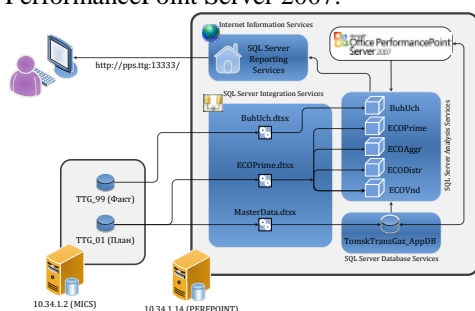 PerformancePoint Server 2007.
Internet Information Services
Microsoft
Office PerformancePoint
Server 2007
SQL Server
Reporting
Services
http://pps.ttg:13333/
SQL Server Integration Services
BuhUch.dtsx
ECOPrime.dtsx
MasterData.dtsx
BuhUch
ECOPrime
ECOAggr
ECODistr
ECOVnd
SQL Server Analysis Services
TTG_99 (Факт)
TTG_01 (План)
TomskTransGaz_AppDB
SQL Server Database Services
10.34.1.2 (MICS)
10.34.1.14 (PERFPOINT)